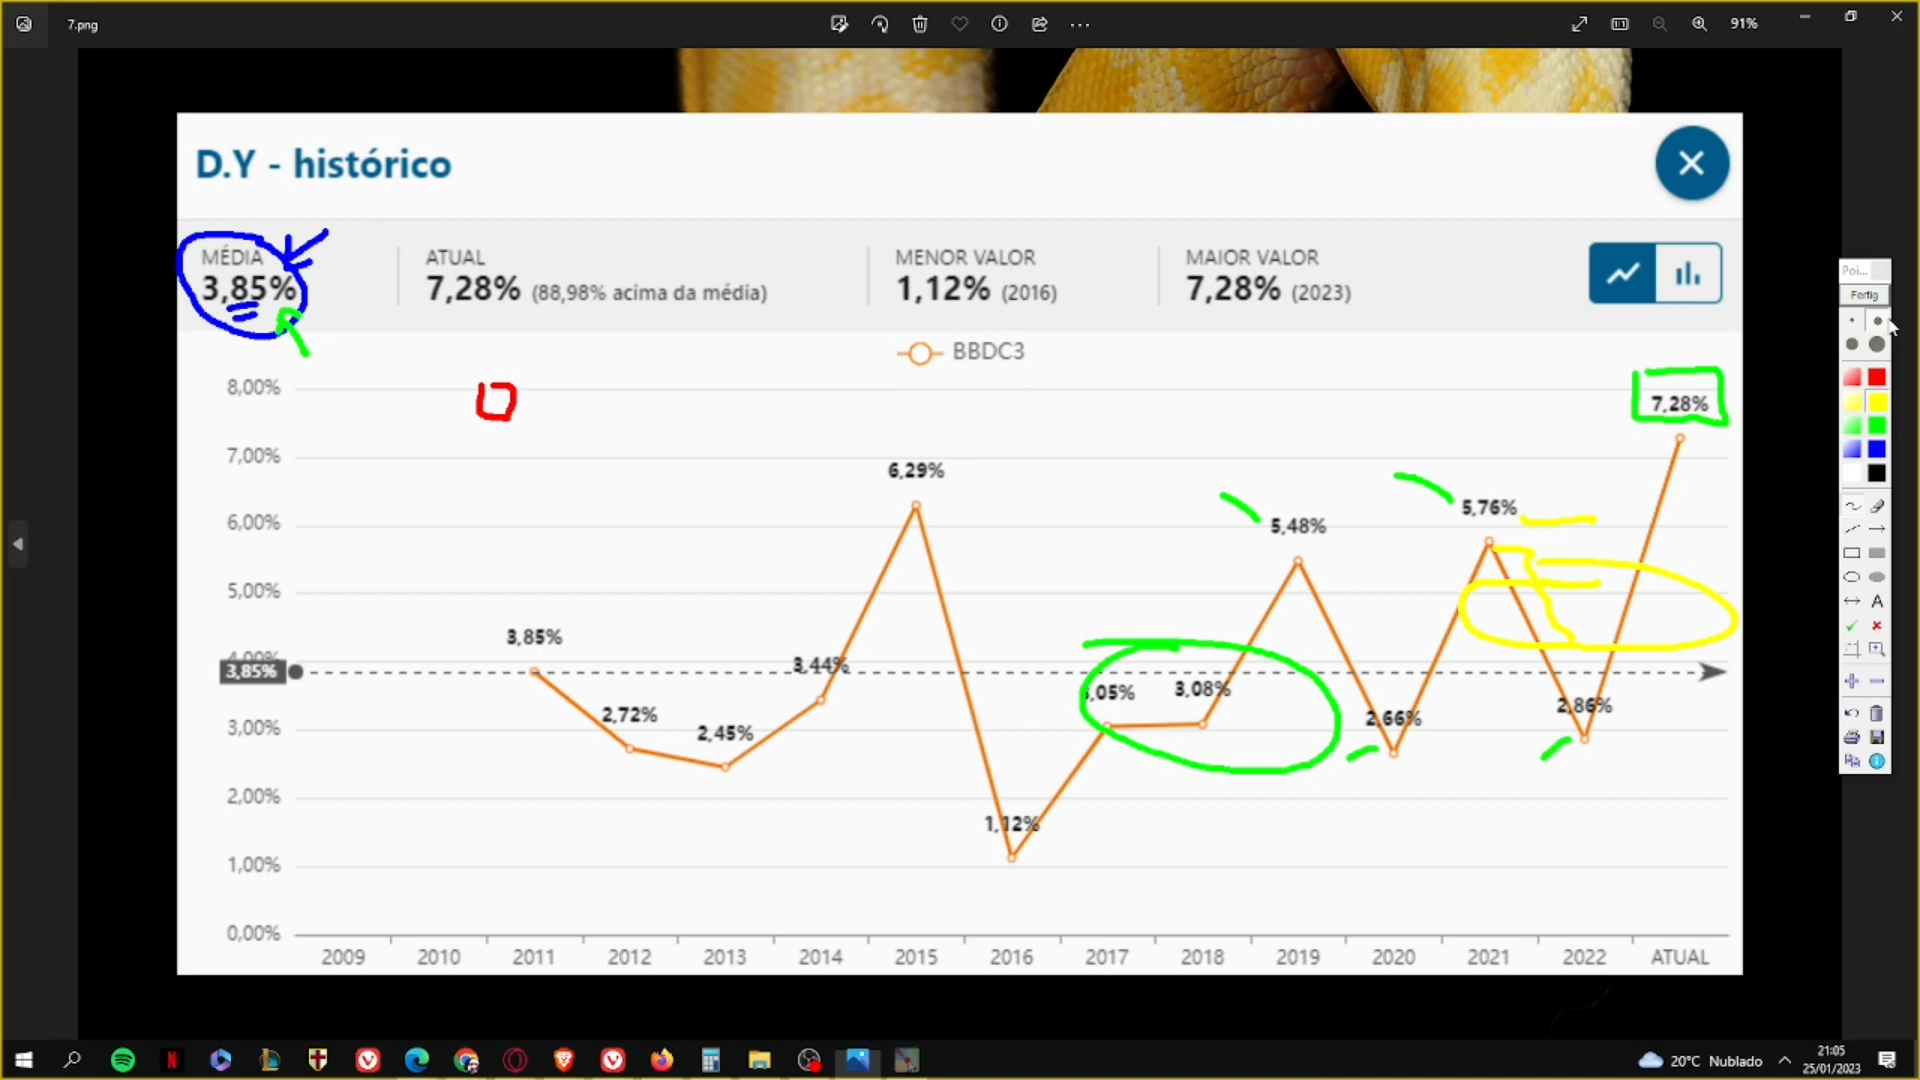 7.png
91%
D.Y - histórico
MÉDIA
3,85%
ATUAL
7,28% (88,98% acima da média)
MENOR VALOR
1,12% (2016)
MAIOR VALOR
7,28% (2023)
BBDC3
8,00%
7,00%
6,00%
5,00%
4,00%
3,00%
2,00%
1,00%
0,00%
3,85%
3,85%
2,72%
2,45%
3,44%
6,29%
1,12%
,05%
3,08%
5,48%
2,66%
5,76%
2,86%
7,28%
2009 2010 2011 2012 2013 2014 2015 2016 2017 2018 2019 2020 2021 2022 ATUAL
Poi...
Fertig
A
20°C Nublado
21:05
25/01/2023